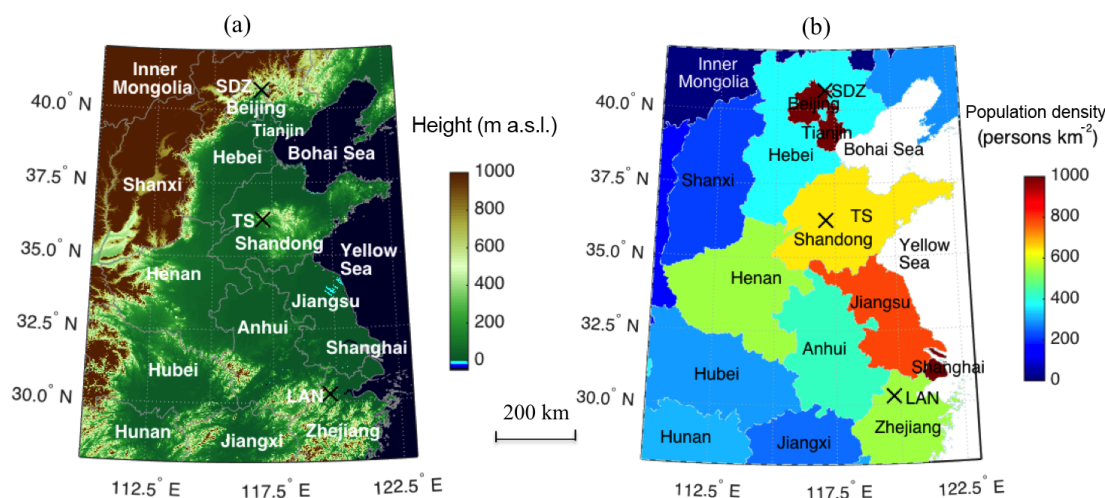 (a)
Inner
Mongolia
SDZ
Beijing
Tianjin
Hebei
Bohai Sea
Shanxi
TS
Shandong
Yellow
Sea
Henan
Jiangsu
Anhui
Shanghai
Hubei
LAN
Hunan
Jiangxi
Zhejiang
40.0° N
37.5° N
35.0° N
32.5° N
30.0° N
112.5° E
117.5° E
122.5° E
Height (m a.s.l.)
1000
800
600
400
200
0
200 km
(b)
Inner
Mongolia
SDZ
Beijing
Tianjin
Hebei
Bohai Sea
Shanxi
TS
Shandong
Yellow
Sea
Henan
Jiangsu
Anhui
Shanghai
Hubei
LAN
Zhejiang
Hunan
Jiangxi
40.0° N
37.5° N
35.0° N
32.5° N
30.0° N
112.5° E
117.5° E
122.5° E
Population density
(persons km-2)
1000
800
600
400
200
0